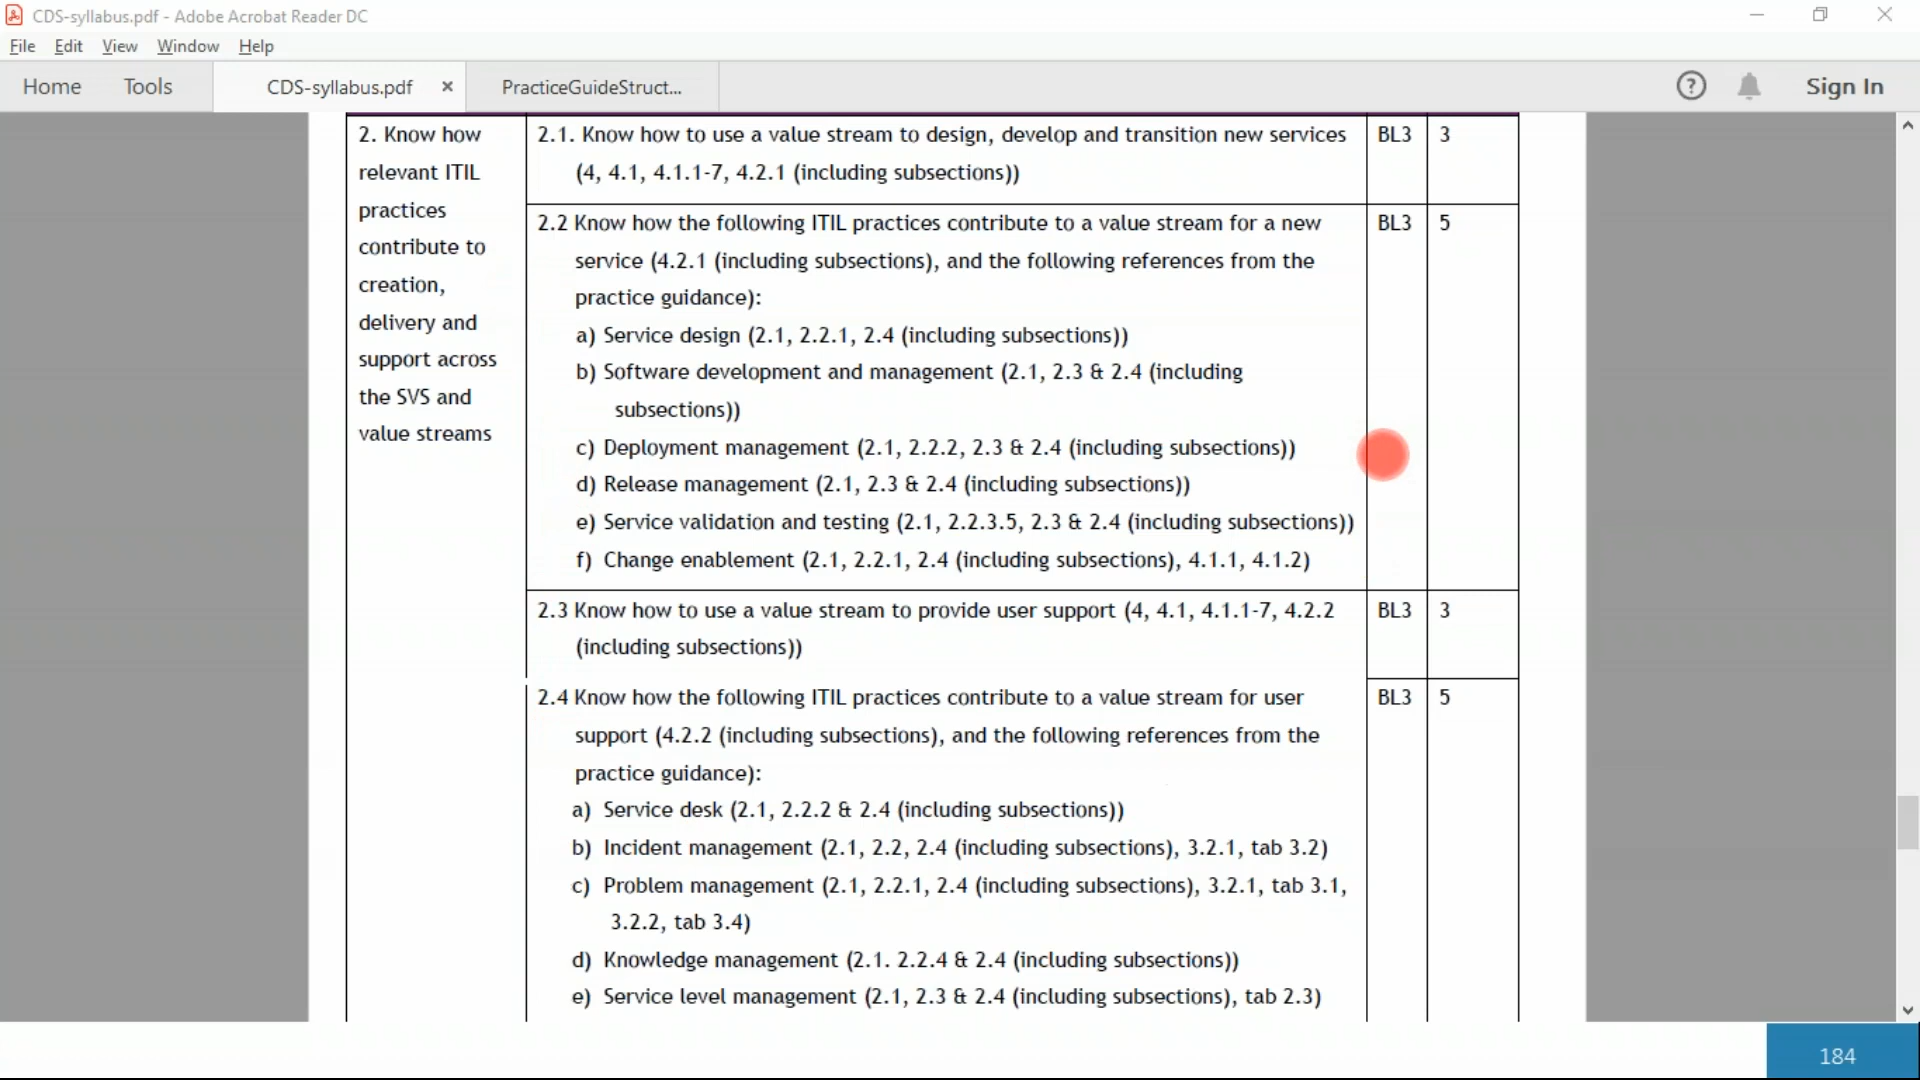 CDS-syllabus.pdf - Adobe Acrobat Reader DC
File Edit View Window Help
Home Tools CDS-syllabus.pdf × PracticeGuideStruct... ? Sign In
2. Know how
relevant ITIL
practices
contribute to
creation,
delivery and
support across
the SVS and
value streams
2.1. Know how to use a value stream to design, develop and transition new services
(4, 4.1, 4.1.1-7, 4.2.1 (including subsections))
BL3 3
2.2 Know how the following ITIL practices contribute to a value stream for a new
service (4.2.1 (including subsections), and the following references from the
practice guidance):
a) Service design (2.1, 2.2.1, 2.4 (including subsections))
b) Software development and management (2.1, 2.3 & 2.4 (including
subsections))
c) Deployment management (2.1, 2.2.2, 2.3 & 2.4 (including subsections))
d) Release management (2.1, 2.3 & 2.4 (including subsections))
e) Service validation and testing (2.1, 2.2.3.5, 2.3 & 2.4 (including subsections))
f) Change enablement (2.1, 2.2.1, 2.4 (including subsections), 4.1.1, 4.1.2)
BL3 5
2.3 Know how to use a value stream to provide user support (4, 4.1, 4.1.1-7, 4.2.2
(including subsections))
BL3 3
2.4 Know how the following ITIL practices contribute to a value stream for user
support (4.2.2 (including subsections), and the following references from the
practice guidance):
a) Service desk (2.1, 2.2.2 & 2.4 (including subsections))
b) Incident management (2.1, 2.2, 2.4 (including subsections), 3.2.1, tab 3.2)
c) Problem management (2.1, 2.2.1, 2.4 (including subsections), 3.2.1, tab 3.1,
3.2.2, tab 3.4)
d) Knowledge management (2.1. 2.2.4 & 2.4 (including subsections))
e) Service level management (2.1, 2.3 & 2.4 (including subsections), tab 2.3)
BL3 5
184